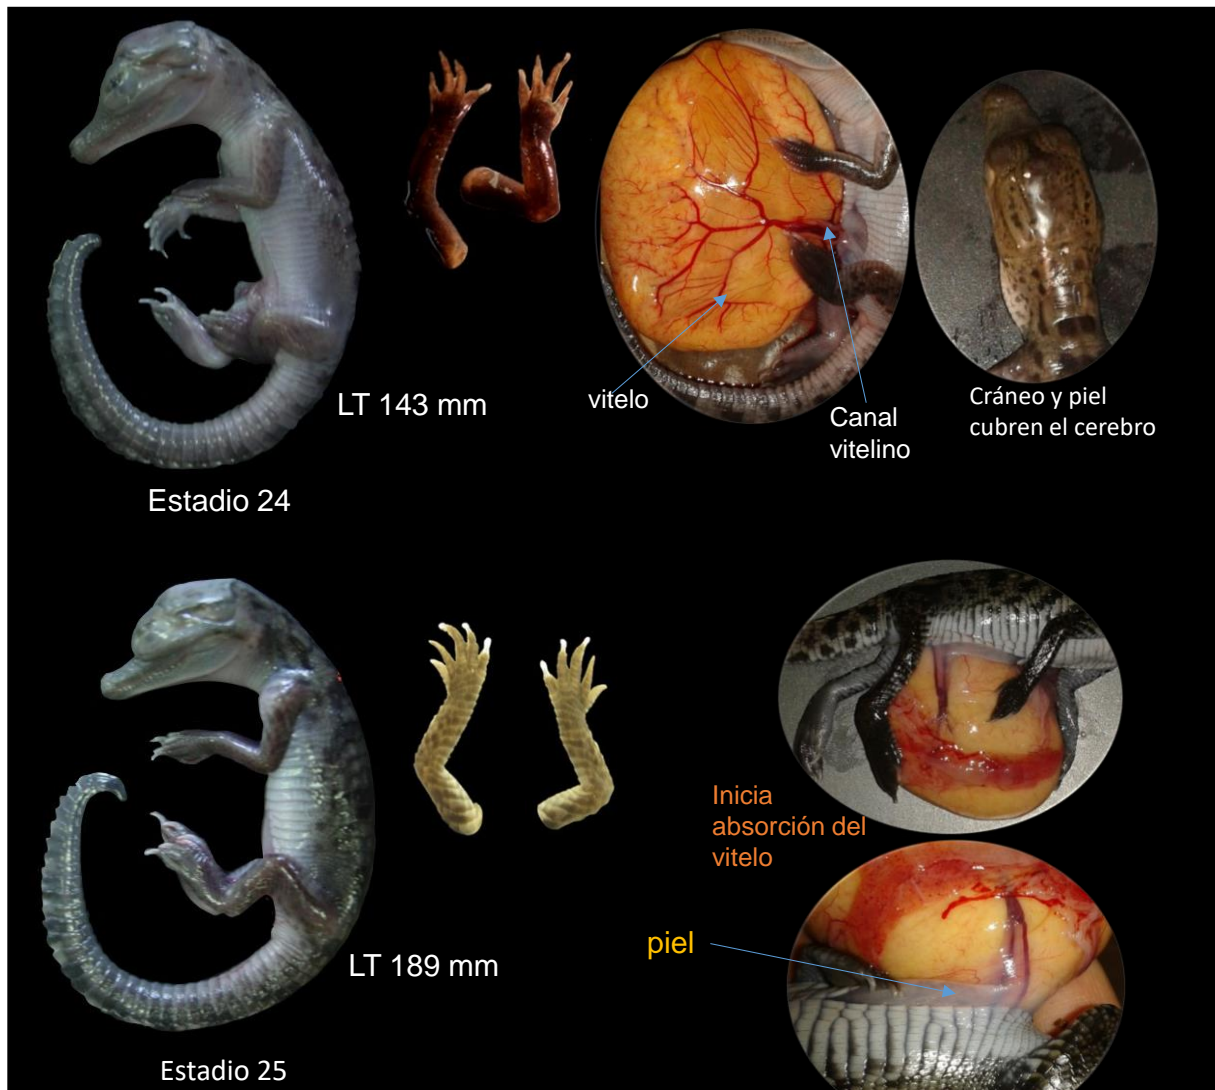 LT 143 mm
vitelo
Canal
vitelino
Cráneo y piel
cubren el cerebro
Estadio 24
Inicia
absorción del
vitelo
piel
LT 189 mm
Estadio 25